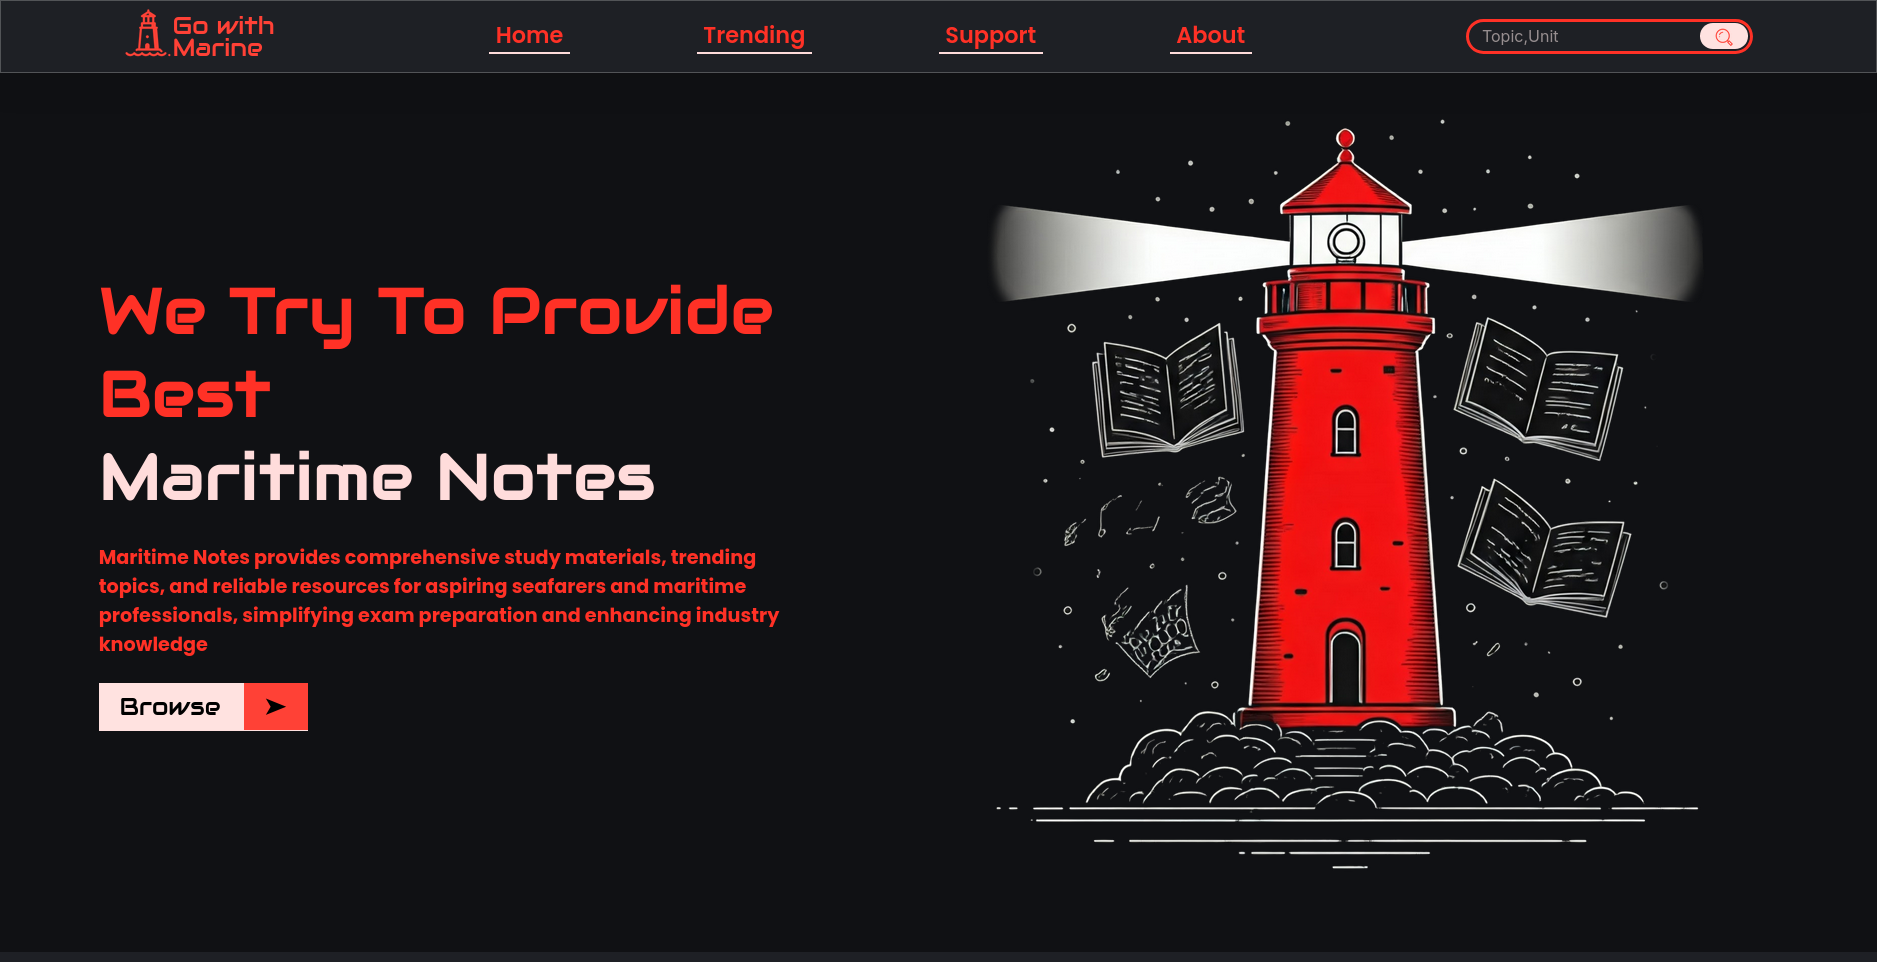 Go with
Marine
Home
Trending
Support
About
Topic,Unit
We Try To Provide
Best
Maritime Notes
Maritime Notes provides comprehensive study materials, trending
topics, and reliable resources for aspiring seafarers and maritime
professionals, simplifying exam preparation and enhancing industry
knowledge
Browse